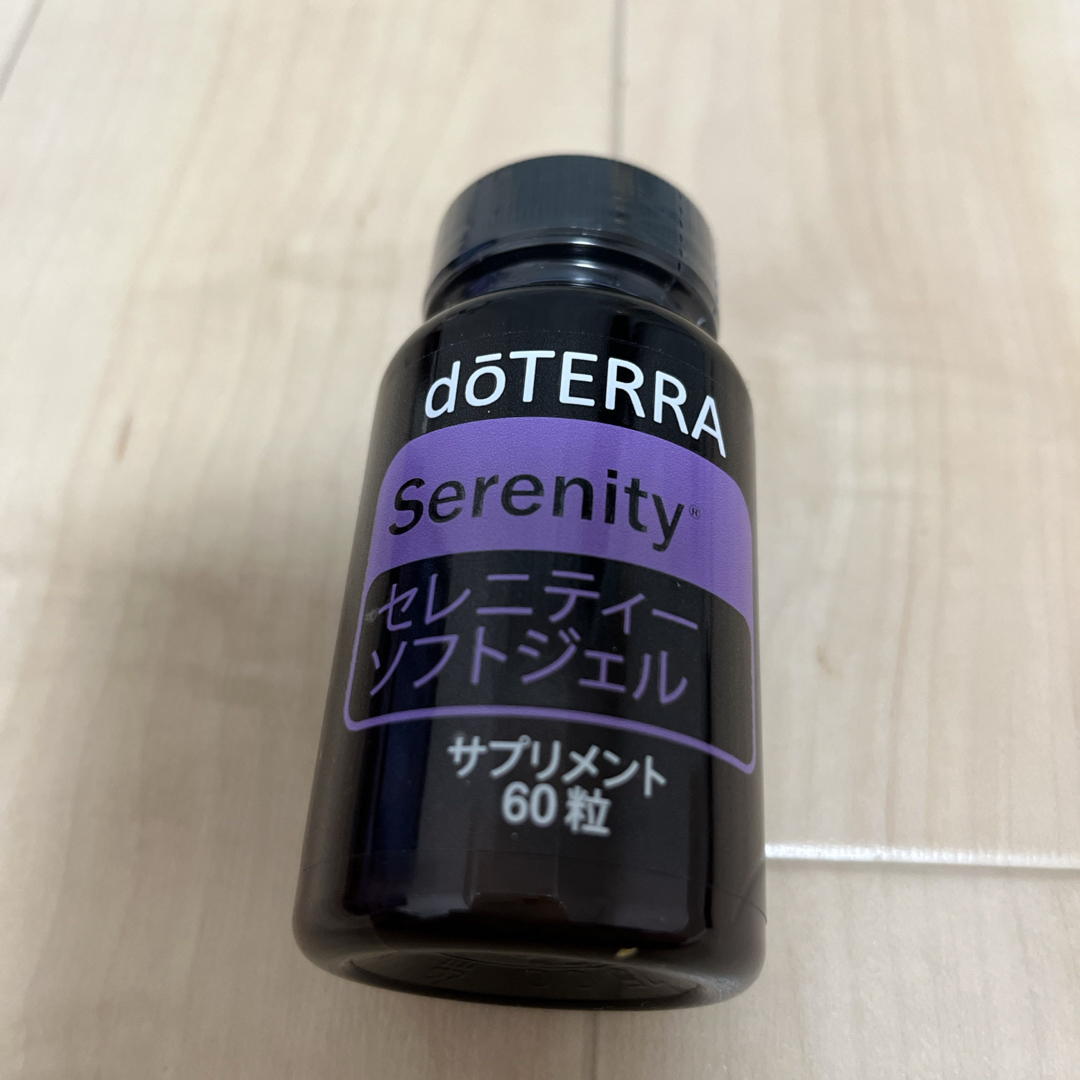 dōTERRA
Serenity®
セレニティー
ソフトジェル
サプリメント
60粒